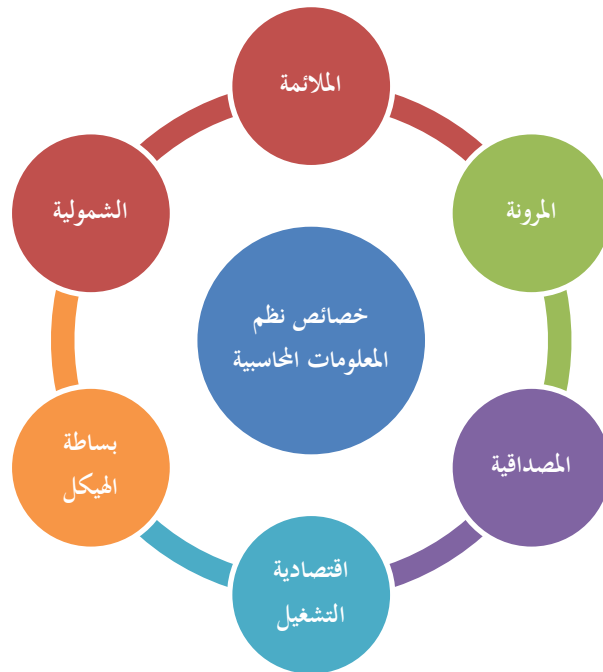 الملائمة
المرونة
الشمولية
خصائص نظم
المعلومات المحاسبية
المصداقية
بساطة
الهيكل
اقتصادية
التشغيل